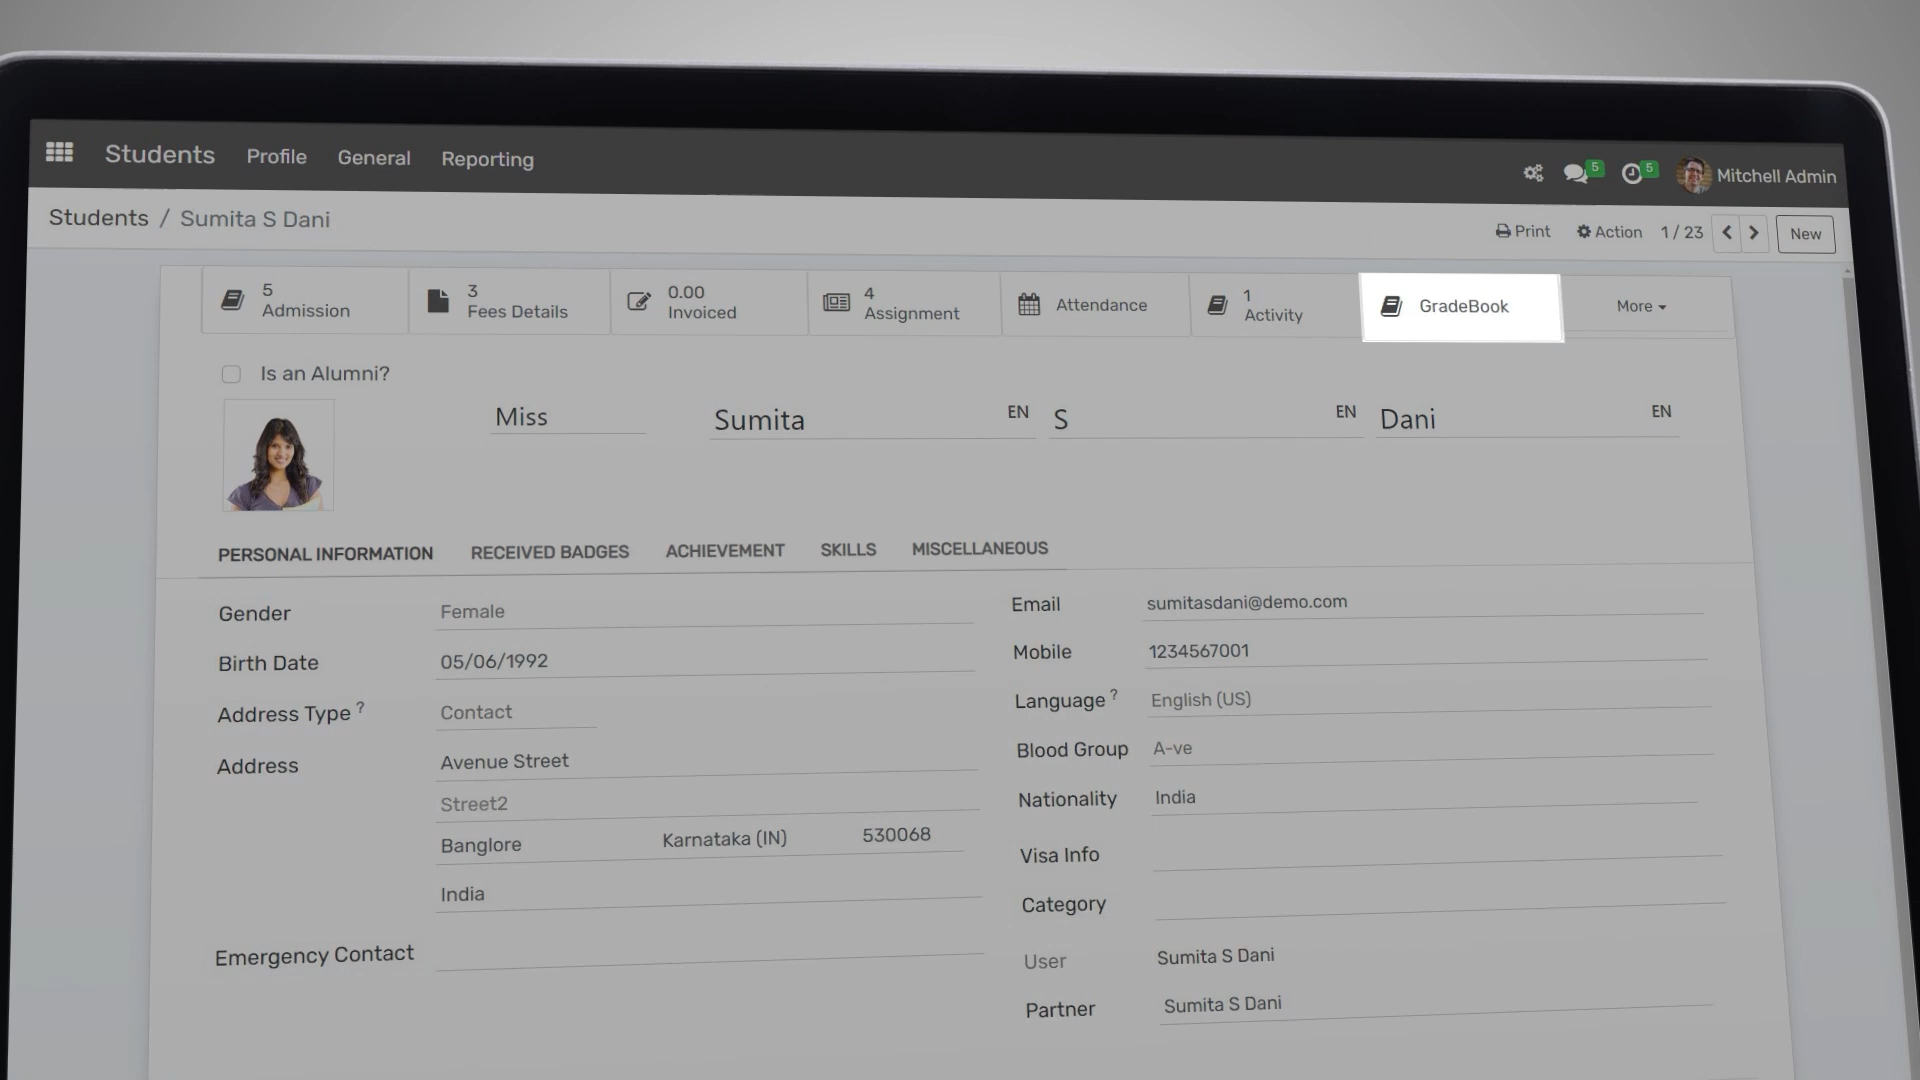 Students Profile General Reporting 5 5 Mitchell Admin
Students / Sumita S Dani Print Action 1 / 23 New
5 Admission
3 Fees Details
0.00 Invoiced
4 Assignment
Attendance
1 Activity
GradeBook
More
Is an Alumni?
Miss Sumita EN S EN Dani EN
PERSONAL INFORMATION RECEIVED BADGES ACHIEVEMENT SKILLS MISCELLANEOUS
Gender Female
Birth Date 05/06/1992
Address Type ? Contact
Address Avenue Street
Street2
Banglore Karnataka (IN) 530068
India
Emergency Contact
Email sumitasdani@demo.com
Mobile 1234567001
Language ? English (US)
Blood Group A-ve
Nationality India
Visa Info
Category
User Sumita S Dani
Partner Sumita S Dani